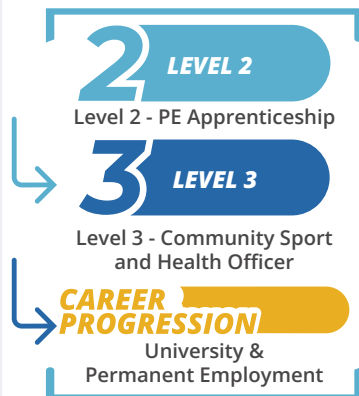 2 LEVEL 2
Level 2 - PE Apprenticeship
3 LEVEL 3
Level 3 - Community Sport
and Health Officer
CAREER
PROGRESSION
University &
Permanent Employment